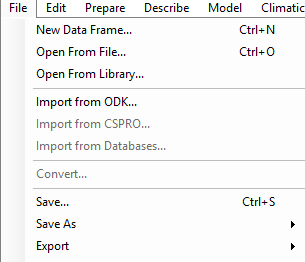 File Edit Prepare Describe Model Climatic
New Data Frame... Ctrl+N
Open From File... Ctrl+O
Open From Library...
Import from ODK...
Import from CSPRO...
Import from Databases...
Convert...
Save... Ctrl+S
Save As
Export